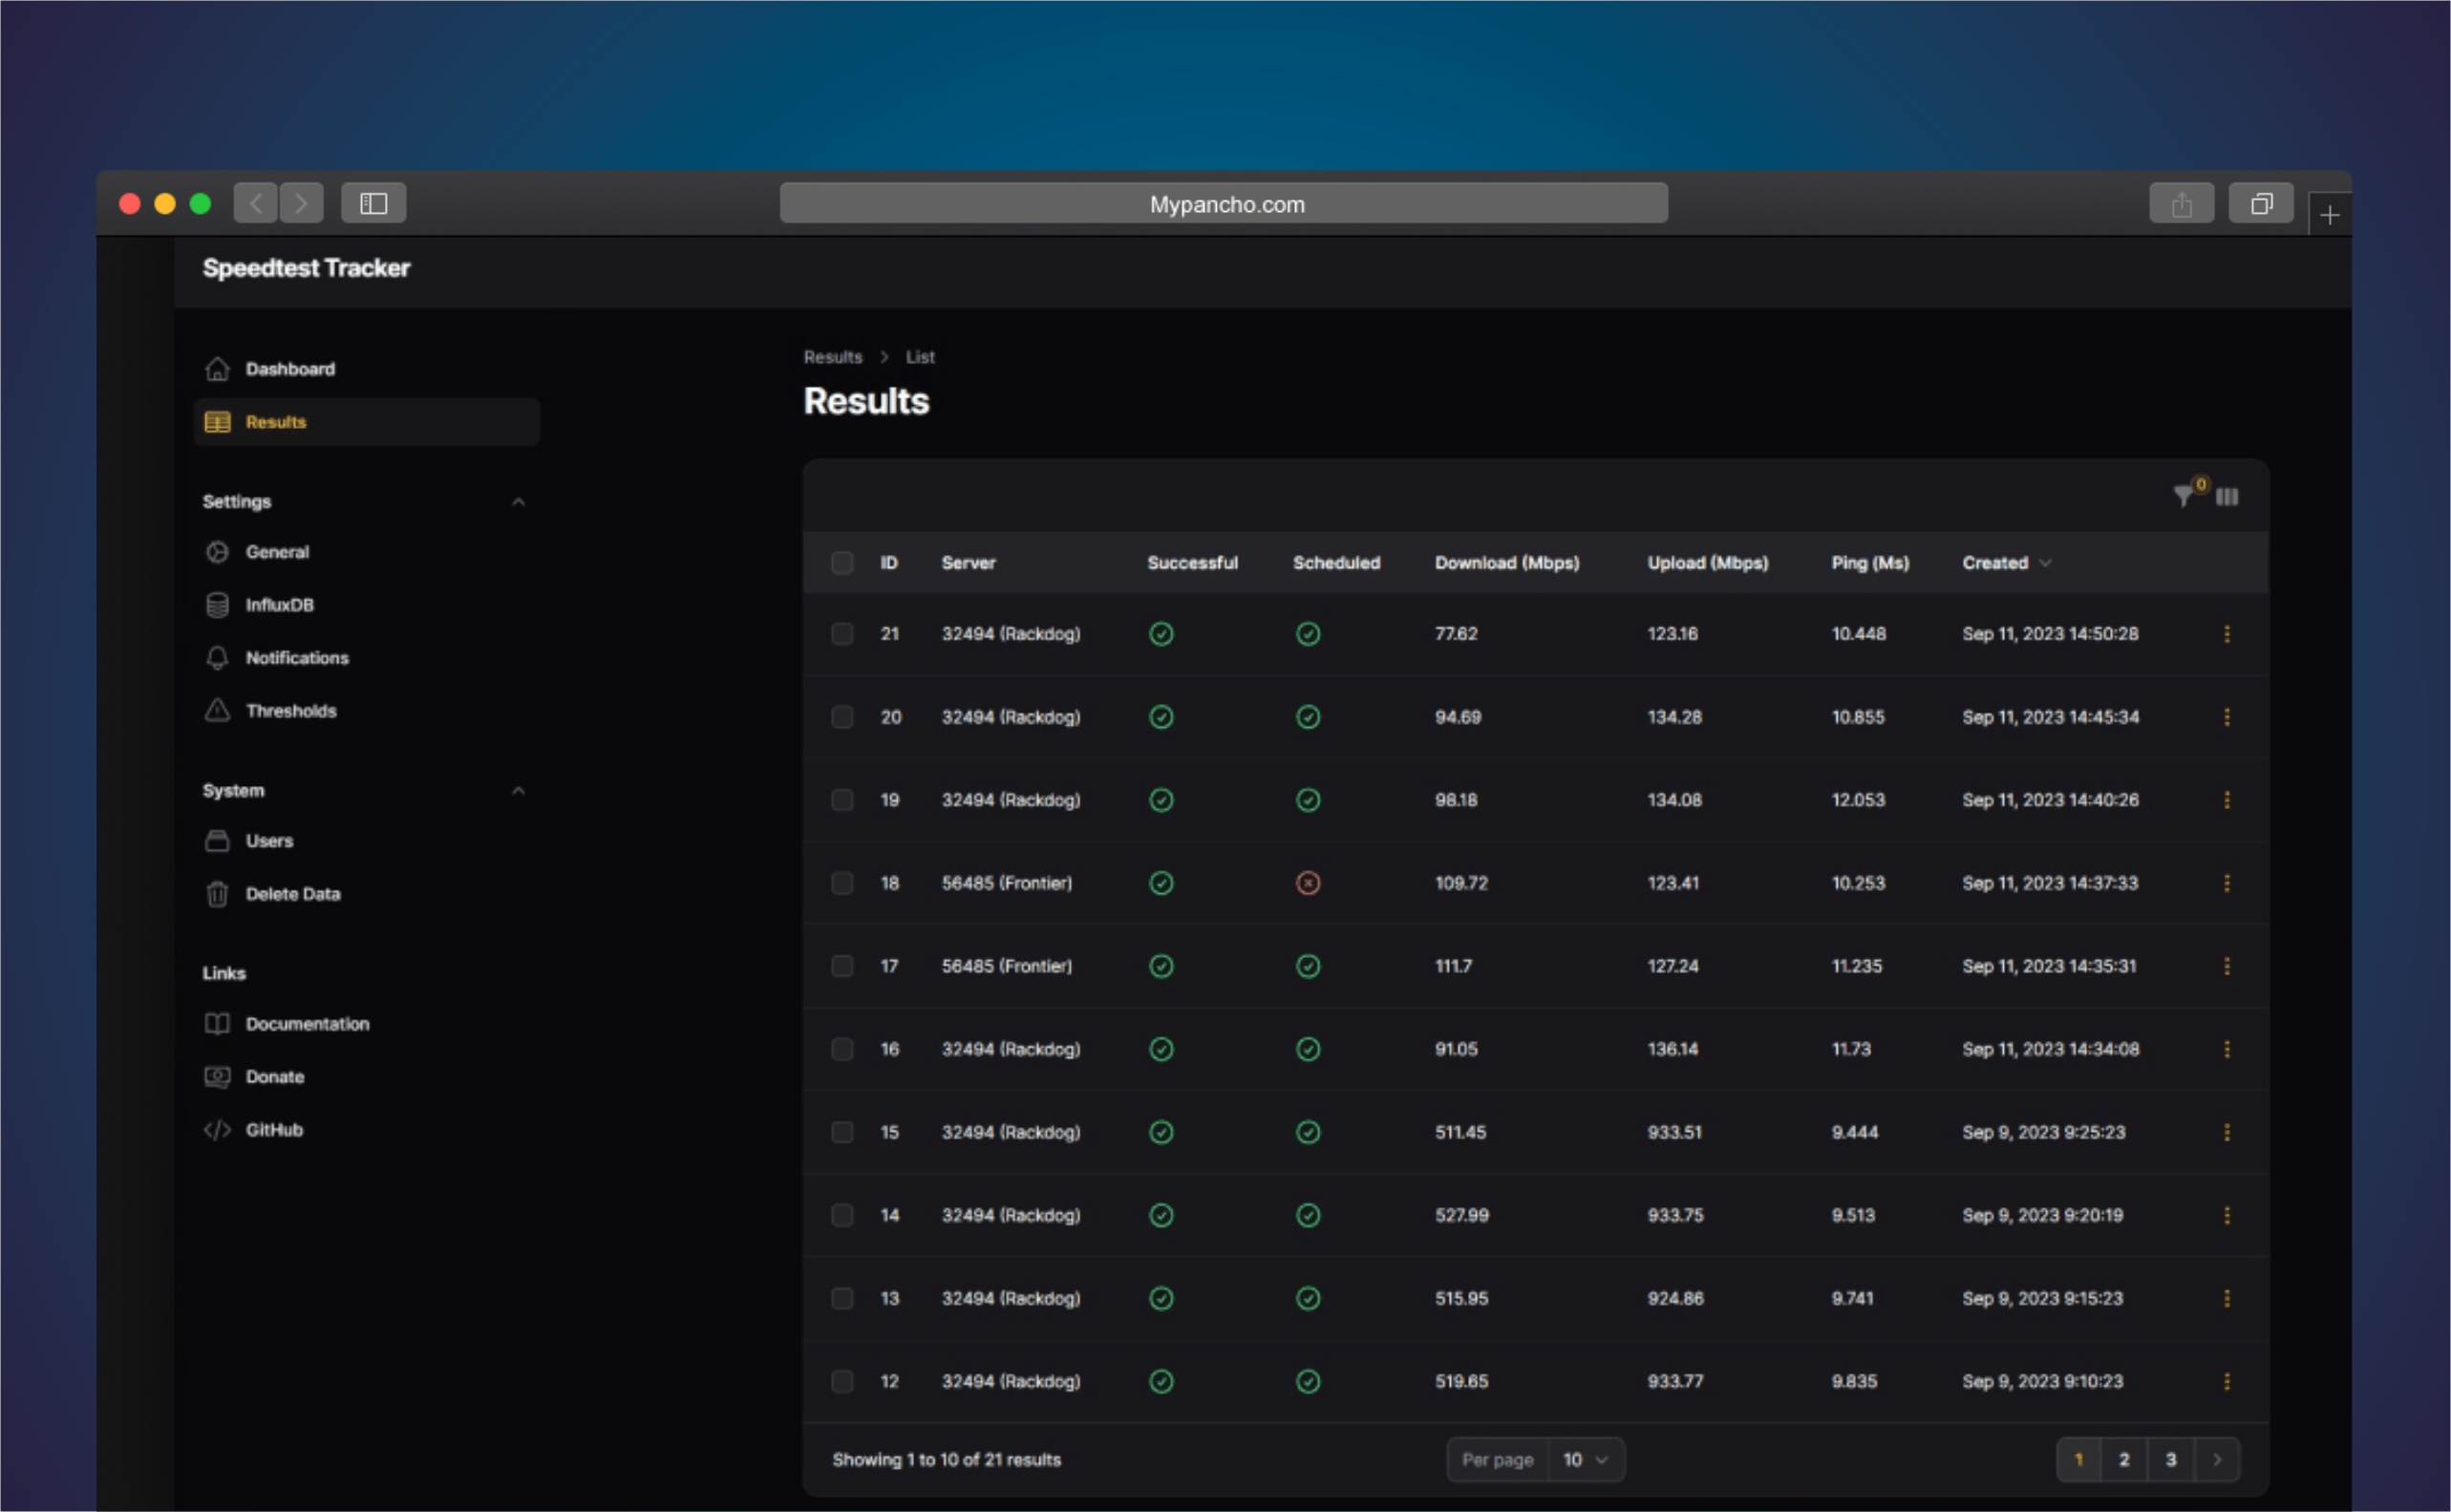 Mypancho.com
Speedtest Tracker
Dashboard
Results
Settings
General
InfluxDB
Notifications
Thresholds
System
Users
Delete Data
Links
Documentation
Donate
GitHub
Results > List
Results
0
ID Server Successful Scheduled Download (Mbps) Upload (Mbps) Ping (Ms) Created
21 32494 (Rackdog) 77.62 123.16 10.448 Sep 11, 2023 14:50:28
20 32494 (Rackdog) 94.69 134.28 10.855 Sep 11, 2023 14:45:34
19 32494 (Rackdog) 98.18 134.08 12.053 Sep 11, 2023 14:40:26
18 56485 (Frontier) 109.72 123.41 10.253 Sep 11, 2023 14:37:33
17 56485 (Frontier) 111.7 127.24 11.235 Sep 11, 2023 14:35:31
16 32494 (Rackdog) 91.05 136.14 11.73 Sep 11, 2023 14:34:08
15 32494 (Rackdog) 511.45 933.51 9.444 Sep 9, 2023 9:25:23
14 32494 (Rackdog) 527.99 933.75 9.513 Sep 9, 2023 9:20:19
13 32494 (Rackdog) 515.95 924.86 9.741 Sep 9, 2023 9:15:23
12 32494 (Rackdog) 519.65 933.77 9.835 Sep 9, 2023 9:10:23
Showing 1 to 10 of 21 results Per page 10 1 2 3